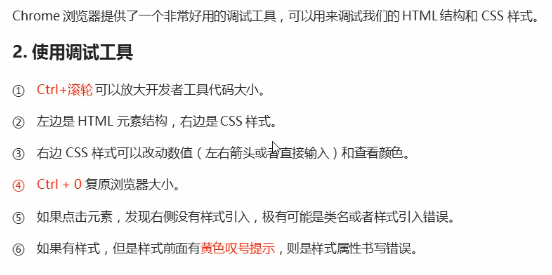 Chrome 浏览器提供了一个非常好用的调试工具，可以用来调试我们的 HTML 结构和 CSS 样式。
2. 使用调试工具
① Ctrl+滚轮 可以放大开发者工具代码大小。
② 左边是 HTML 元素结构，右边是 CSS 样式。
③ 右边 CSS 样式可以改动数值（左右箭头或者直接输入）和查看颜色。
④ Ctrl + 0 复原浏览器大小。
⑤ 如果点击元素，发现右侧没有样式引入，极有可能是类名或者样式引入错误。
⑥ 如果有样式，但是样式前面有黄色叹号提示，则是样式属性书写错误。